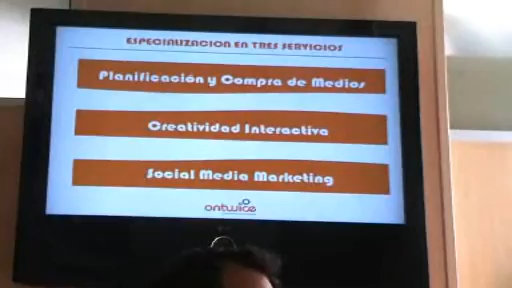 ESPECIALIZACION EN TRES SERVICIOS
Planificación y Compra de Medios
Creatividad Interactiva
Social Media Marketing
ontwice